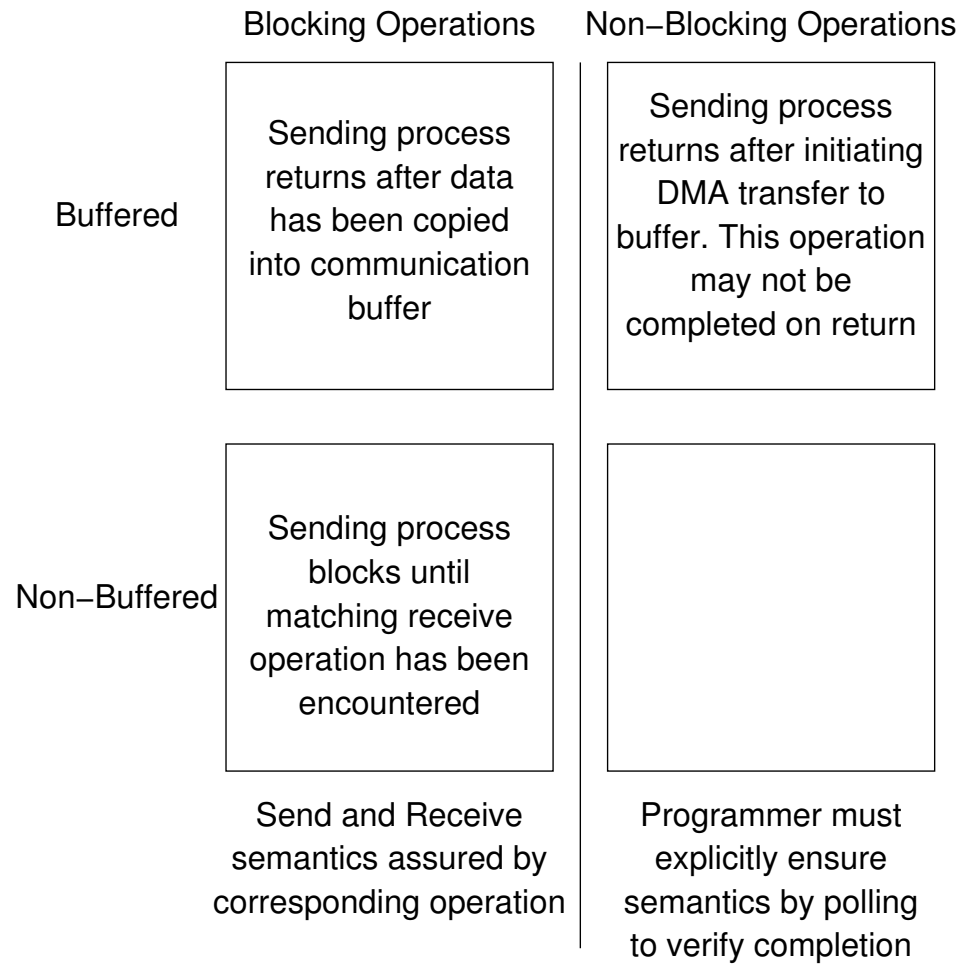 Blocking Operations
Non−Blocking Operations
Buffered
Sending process
returns after data
has been copied
into communication
buffer
Sending process
returns after initiating
DMA transfer to
buffer. This operation
may not be
completed on return
Non−Buffered
Sending process
blocks until
matching receive
operation has been
encountered
Send and Receive
semantics assured by
corresponding operation
Programmer must
explicitly ensure
semantics by polling
to verify completion